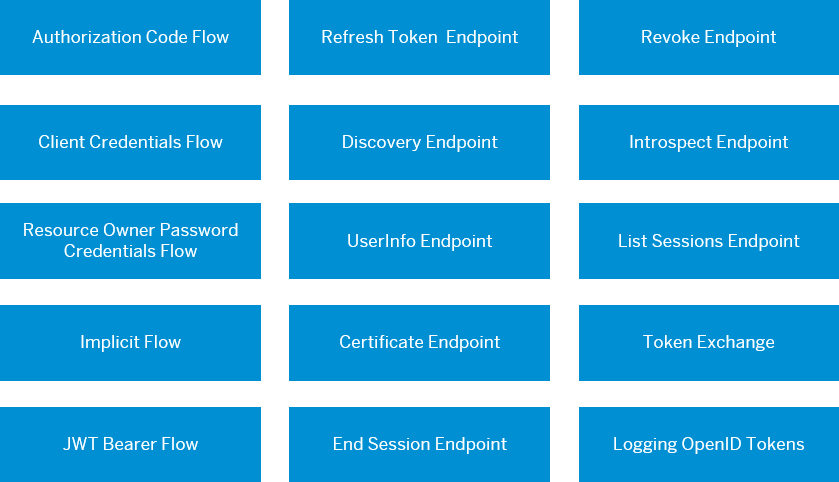 Authorization Code Flow
Refresh Token  Endpoint
Revoke Endpoint
Client Credentials Flow
Discovery Endpoint
Introspect Endpoint
Resource Owner Password
Credentials Flow
UserInfo Endpoint
List Sessions Endpoint
Implicit Flow
Certificate Endpoint
Token Exchange
JWT Bearer Flow
End Session Endpoint
Logging OpenID Tokens